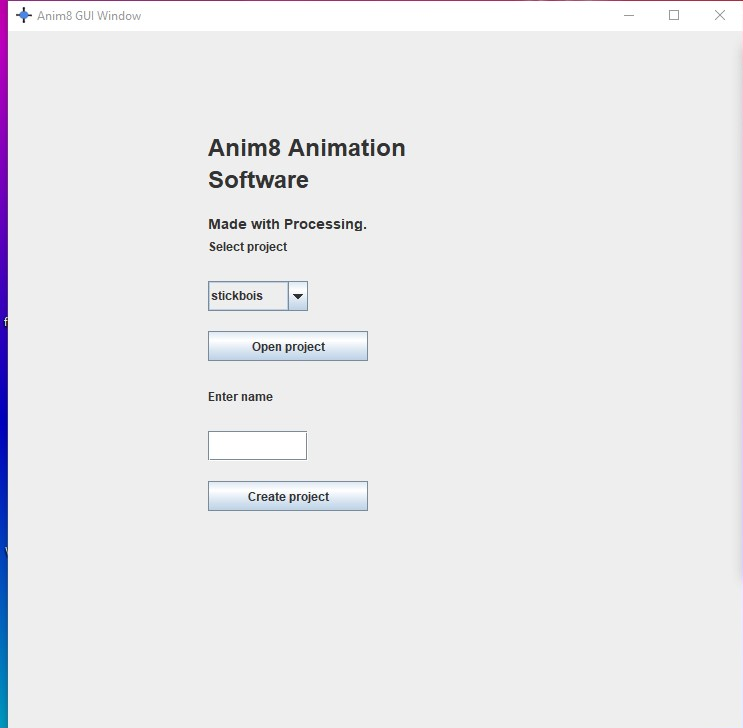 Anim8 GUI Window
Anim8 Animation
Software
Made with Processing.
Select project
stickbois
Open project
Enter name
Create project